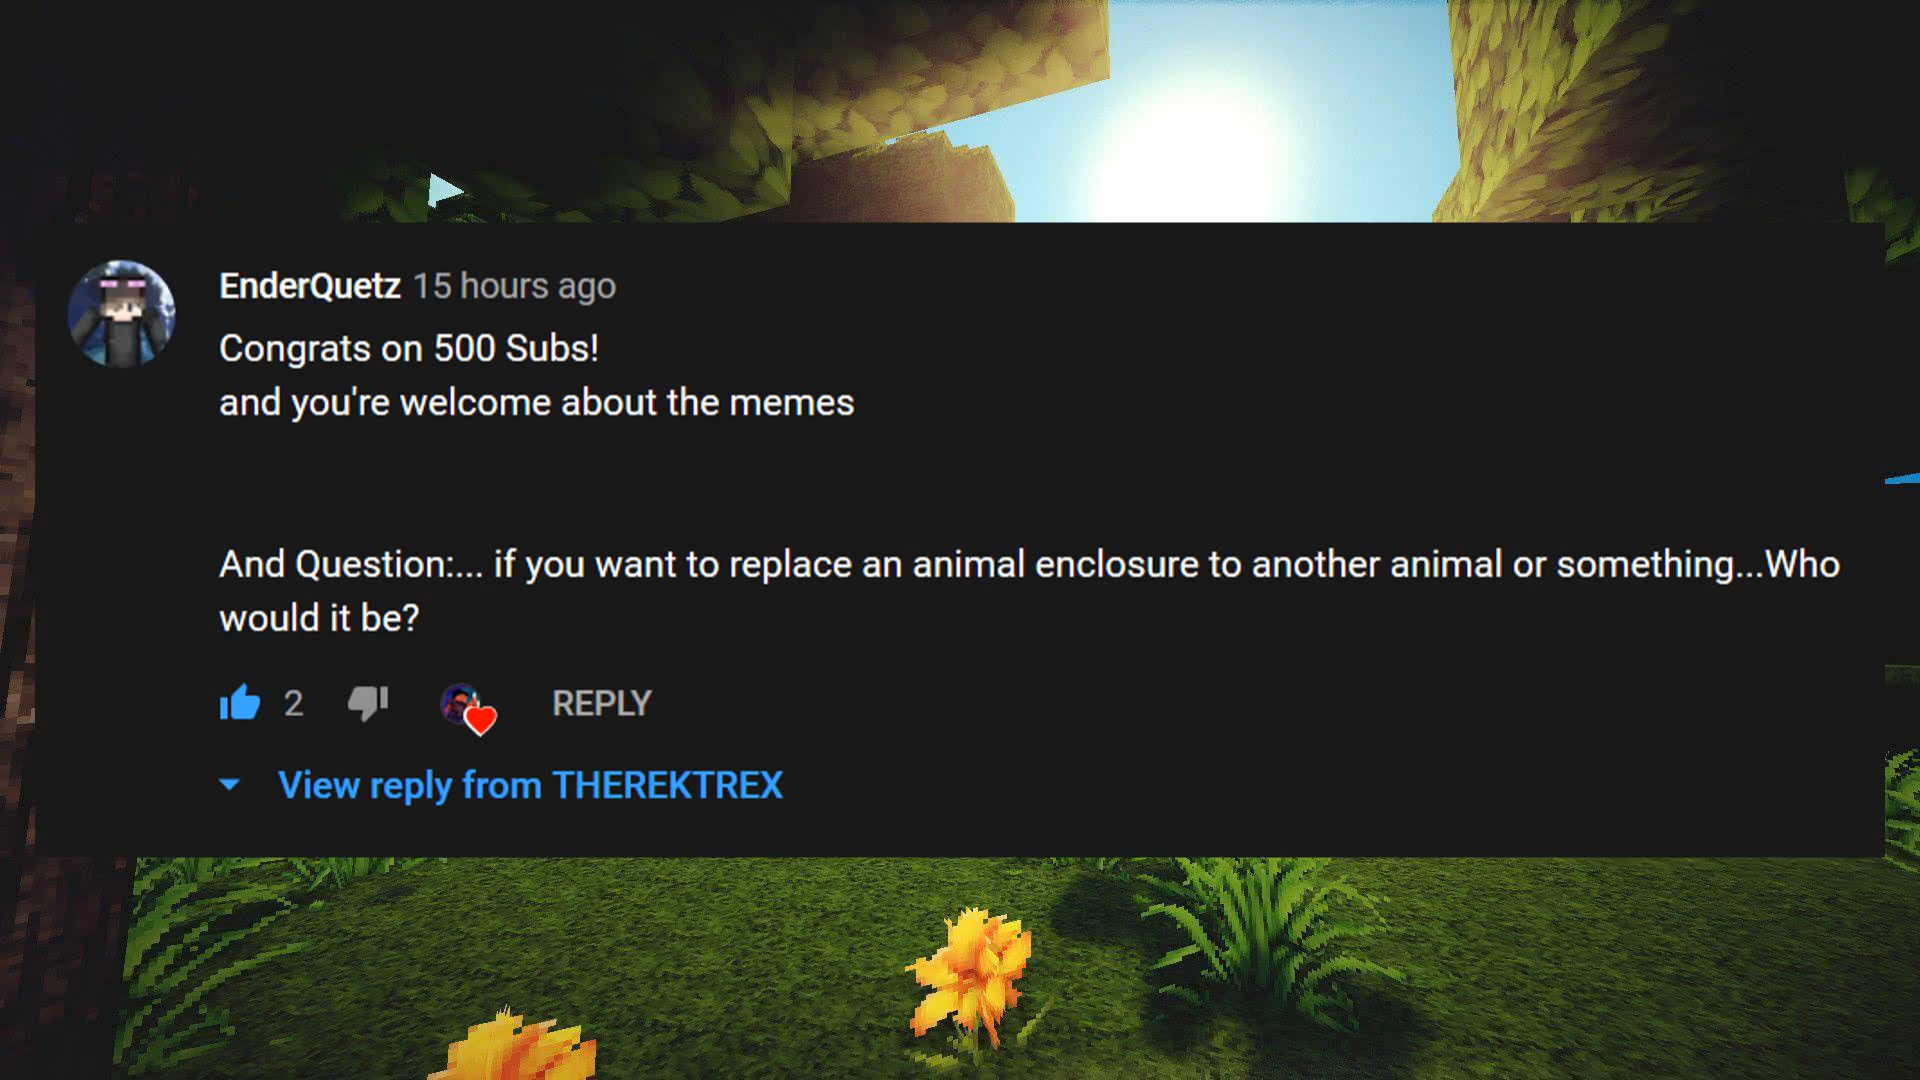 EnderQuetz 15 hours ago
Congrats on 500 Subs!
and you're welcome about the memes
And Question:... if you want to replace an animal enclosure to another animal or something...Who
would it be?
2 REPLY
View reply from THEREKTREX